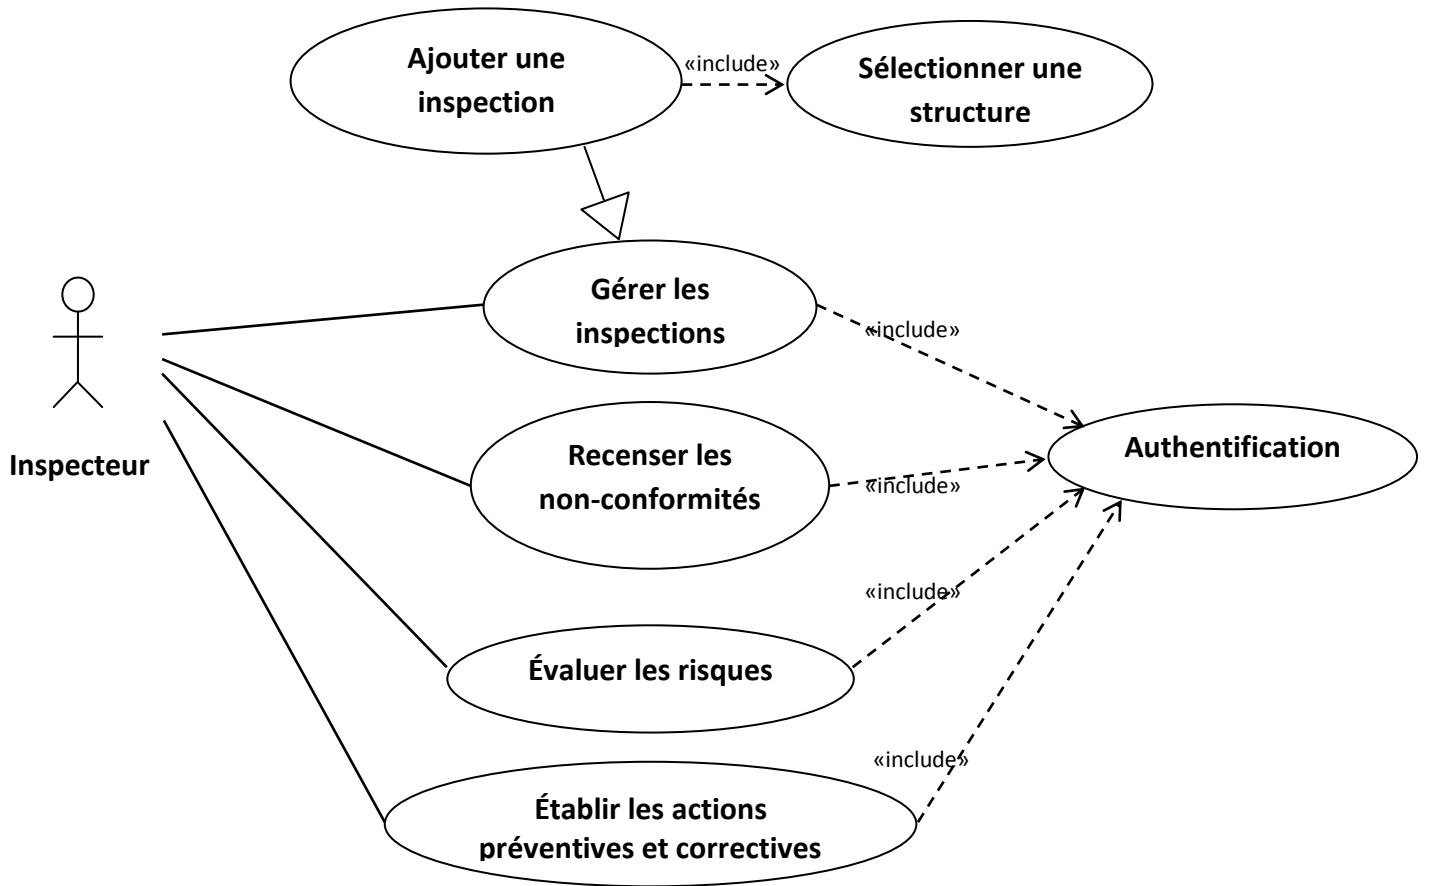 Ajouter une
inspection
«include»
Sélectionner une
structure
Gérer les
inspections
«include»
Inspecteur
Recenser les
non-conformités
«include»
Authentification
«include»
Évaluer les risques
«include»
Établir les actions
préventives et correctives